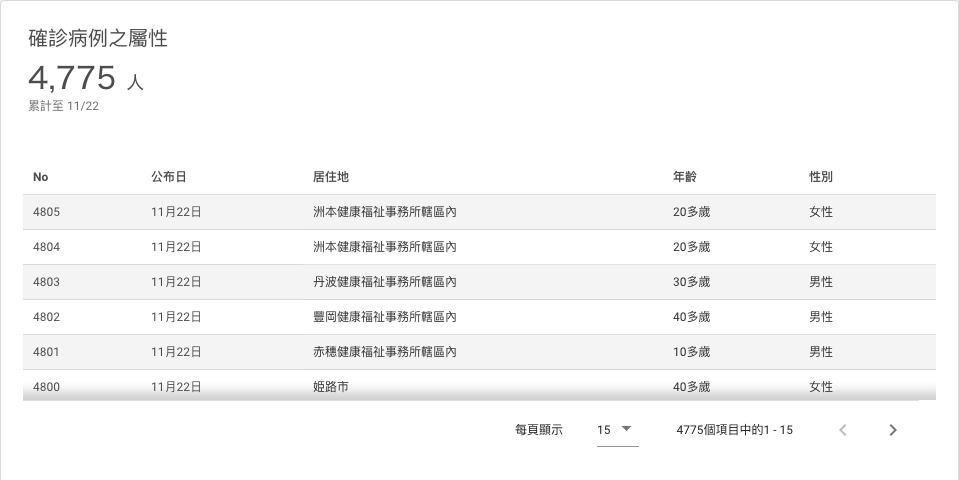 確診病例之屬性
4,775 人
累計至 11/22
No 公布日 居住地 年齡 性別
4805 11月22日 洲本健康福祉事務所轄區內 20多歲 女性
4804 11月22日 洲本健康福祉事務所轄區內 20多歲 女性
4803 11月22日 丹波健康福祉事務所轄區內 30多歲 男性
4802 11月22日 豐岡健康福祉事務所轄區內 40多歲 男性
4801 11月22日 赤穗健康福祉事務所轄區內 10多歲 男性
4800 11月22日 姫路市 40多歲 女性
每頁顯示 15 4775個項目中的1 - 15